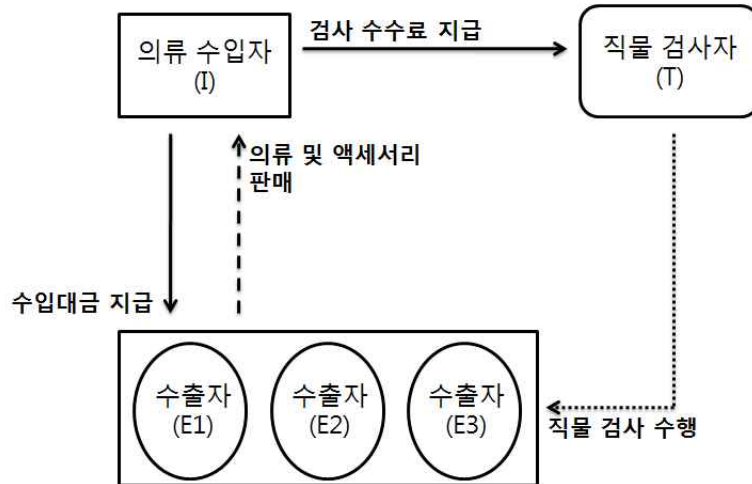 의류 수입자
(I)
검사 수수료 지급
직물 검사자
(T)
의류 및 액세서리
판매
수입대금 지급
수출자
(E1)
수출자
(E2)
수출자
(E3)
직물 검사 수행